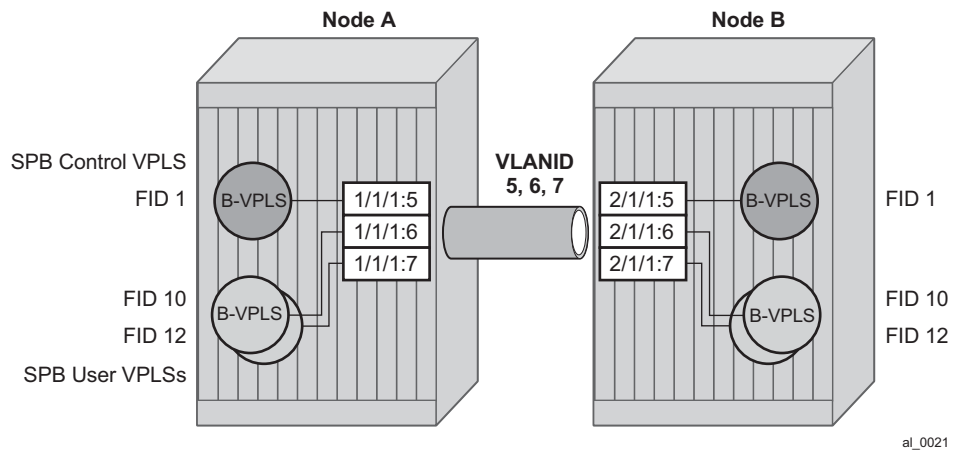 Node A
Node B
SPB Control VPLS
FID 1
B-VPLS
1/1/1:5
1/1/1:6
1/1/1:7
VLANID
5, 6, 7
2/1/1:5
2/1/1:6
2/1/1:7
B-VPLS
FID 1
FID 10
FID 12
B-VPLS
SPB User VPLSs
B-VPLS
FID 10
FID 12
al_0021